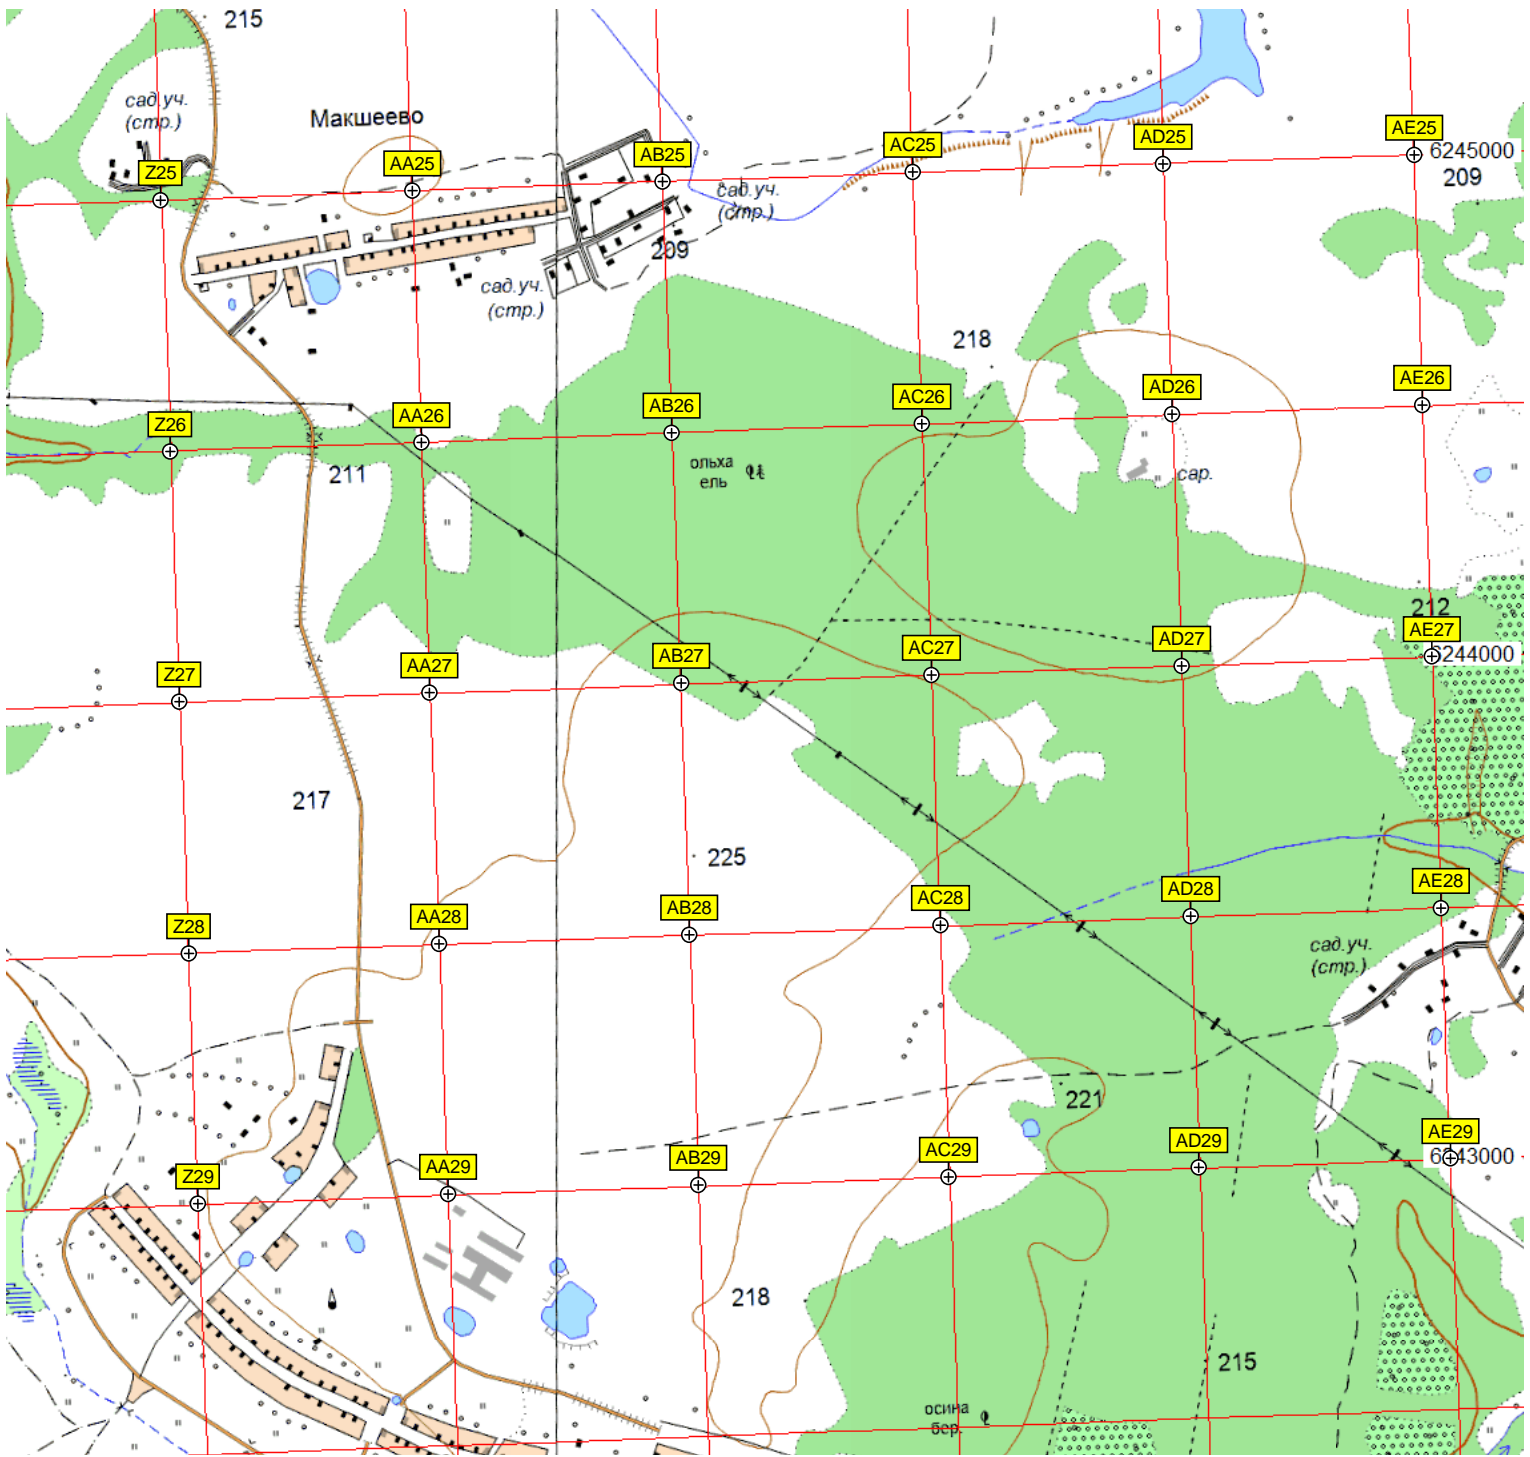 215
сад.уч.
(стр.)
Макшеево
Z25
AA25
AB25
AC25
AD25
AE25
6245000
209
сад.уч.
(стр.)
209
сад.уч.
(стр.)
218
Z26
AA26
AB26
AC26
AD26
AE26
211
ольха
ель
сар.
212
Z27
AA27
AB27
AC27
AD27
AE27
6244000
217
225
Z28
AA28
AB28
AC28
AD28
AE28
сад.уч.
(стр.)
221
Z29
AA29
AB29
AC29
AD29
AE29
6243000
218
215
осина
бер.